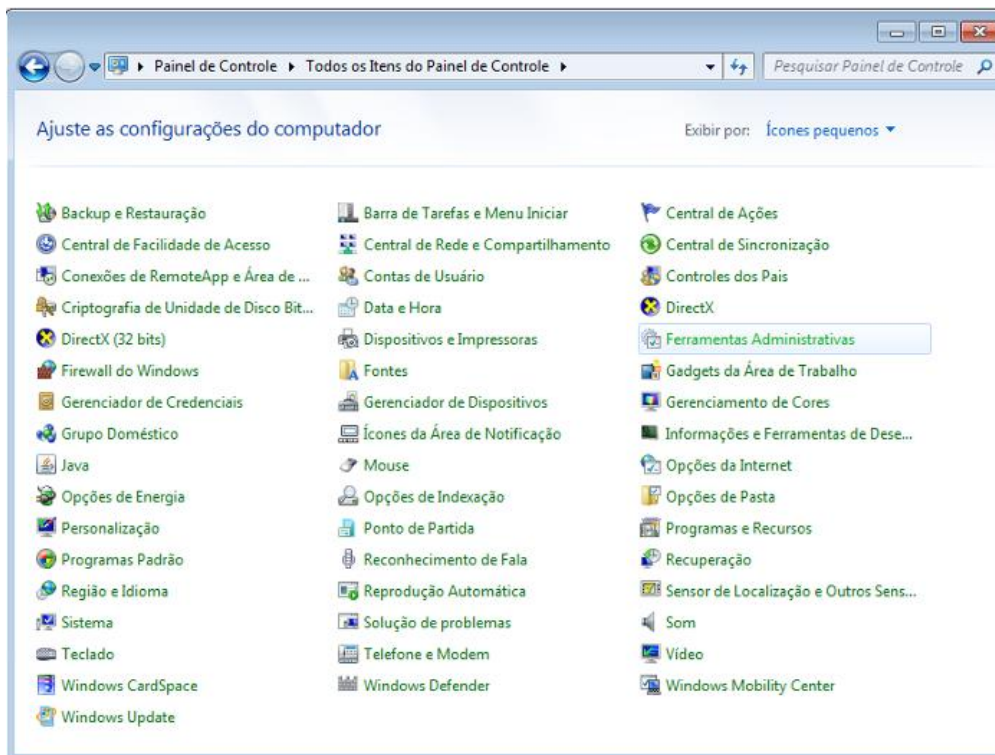 Painel de Controle ▸ Todos os Itens do Painel de Controle ▸ Pesquisar Painel de Controle
Ajuste as configurações do computador Exibir por: Ícones pequenos
Backup e Restauração Barra de Tarefas e Menu Iniciar Central de Ações
Central de Facilidade de Acesso Central de Rede e Compartilhamento Central de Sincronização
Conexões de RemoteApp e Área de ... Contas de Usuário Controles dos Pais
Criptografia de Unidade de Disco Bit... Data e Hora DirectX
DirectX (32 bits) Dispositivos e Impressoras Ferramentas Administrativas
Firewall do Windows Fontes Gadgets da Área de Trabalho
Gerenciador de Credenciais Gerenciador de Dispositivos Gerenciamento de Cores
Grupo Doméstico Ícones da Área de Notificação Informações e Ferramentas de Dese...
Java Mouse Opções da Internet
Opções de Energia Opções de Indexação Opções de Pasta
Personalização Ponto de Partida Programas e Recursos
Programas Padrão Reconhecimento de Fala Recuperação
Região e Idioma Reprodução Automática Sensor de Localização e Outros Sens...
Sistema Solução de problemas Som
Teclado Telefone e Modem Vídeo
Windows CardSpace Windows Defender Windows Mobility Center
Windows Update